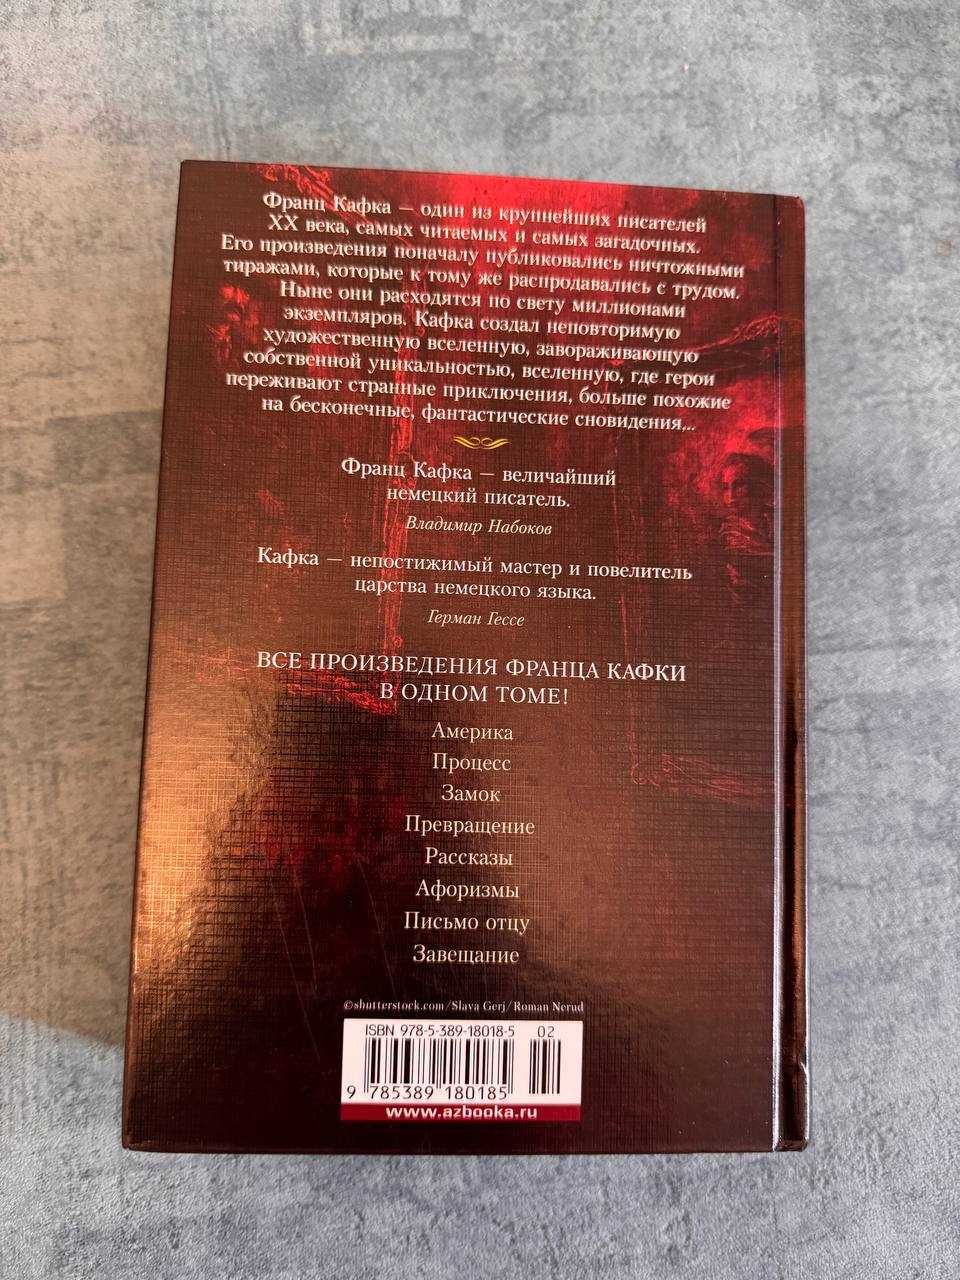 Франц Кафка — один из крупнейших писателей
XX века, самых читаемых и самых загадочных.
Его произведения поначалу публиковались ничтожными
тиражами, которые к тому же распродавались с трудом.
Ныне они расходятся по свету миллионами
экземпляров. Кафка создал неповторимую
художественную вселенную, завораживающую
собственной уникальностью, вселенную, где герои
переживают странные приключения, больше похожие
на бесконечные, фантастические сновидения...
Франц Кафка — величайший
немецкий писатель.
Владимир Набоков
Кафка — непостижимый мастер и повелитель
царства немецкого языка.
Герман Гессе
ВСЕ ПРОИЗВЕДЕНИЯ ФРАНЦА КАФКИ
В ОДНОМ ТОМЕ!
Америка
Процесс
Замок
Превращение
Рассказы
Афоризмы
Письмо отцу
Завещание
©shutterstock.com/Slava Gerj/Roman Nerud
ISBN 978-5-389-18018-5 02
9 785389 180185
www.azbooka.ru